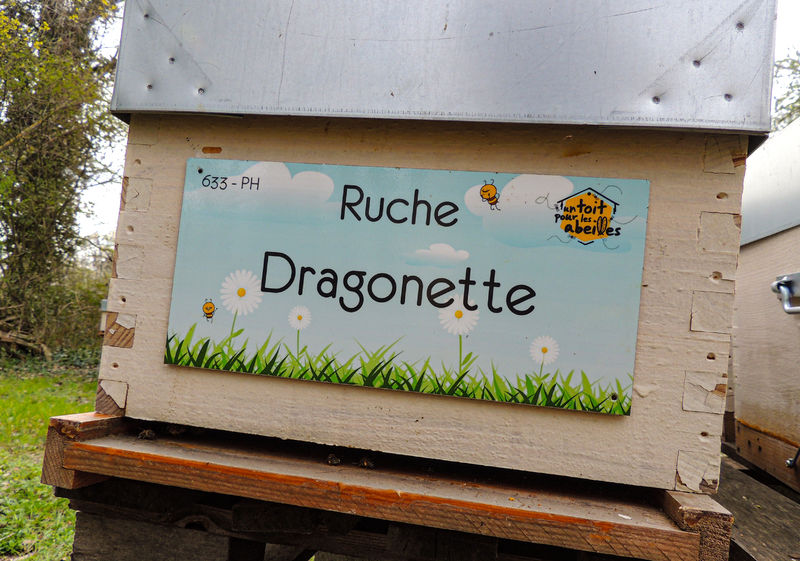 633 - PH
Ruche
un toit
pour les
abeilles
Dragonette